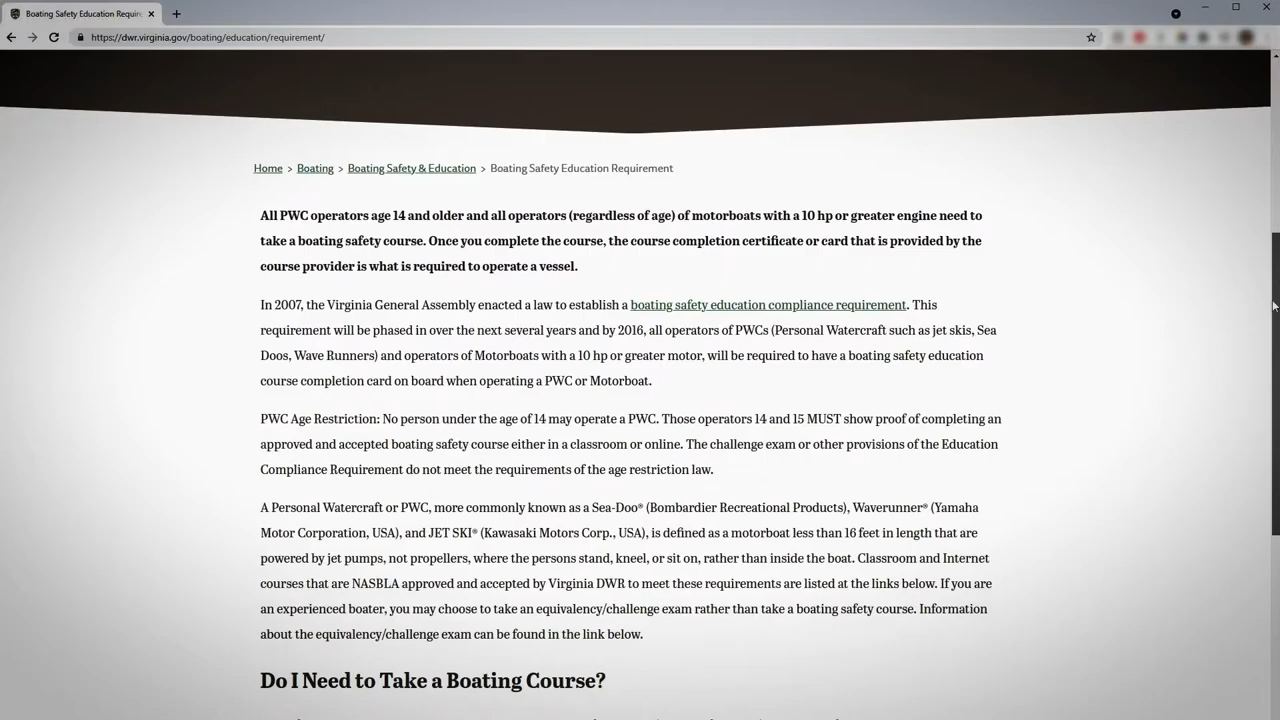 Boating Safety Education Require
https://dwr.virginia.gov/boating/education/requirement/
Home > Boating > Boating Safety & Education > Boating Safety Education Requirement
All PWC operators age 14 and older and all operators (regardless of age) of motorboats with a 10 hp or greater engine need to
take a boating safety course. Once you complete the course, the course completion certificate or card that is provided by the
course provider is what is required to operate a vessel.
In 2007, the Virginia General Assembly enacted a law to establish a boating safety education compliance requirement. This
requirement will be phased in over the next several years and by 2016, all operators of PWCs (Personal Watercraft such as jet skis, Sea
Doos, Wave Runners) and operators of Motorboats with a 10 hp or greater motor, will be required to have a boating safety education
course completion card on board when operating a PWC or Motorboat.
PWC Age Restriction: No person under the age of 14 may operate a PWC. Those operators 14 and 15 MUST show proof of completing an
approved and accepted boating safety course either in a classroom or online. The challenge exam or other provisions of the Education
Compliance Requirement do not meet the requirements of the age restriction law.
A Personal Watercraft or PWC, more commonly known as a Sea-Doo® (Bombardier Recreational Products), Waverunner® (Yamaha
Motor Corporation, USA), and JET SKI® (Kawasaki Motors Corp., USA), is defined as a motorboat less than 16 feet in length that are
powered by jet pumps, not propellers, where the persons stand, kneel, or sit on, rather than inside the boat. Classroom and Internet
courses that are NASBLA approved and accepted by Virginia DWR to meet these requirements are listed at the links below. If you are
an experienced boater, you may choose to take an equivalency/challenge exam rather than take a boating safety course. Information
about the equivalency/challenge exam can be found in the link below.
Do I Need to Take a Boating Course?